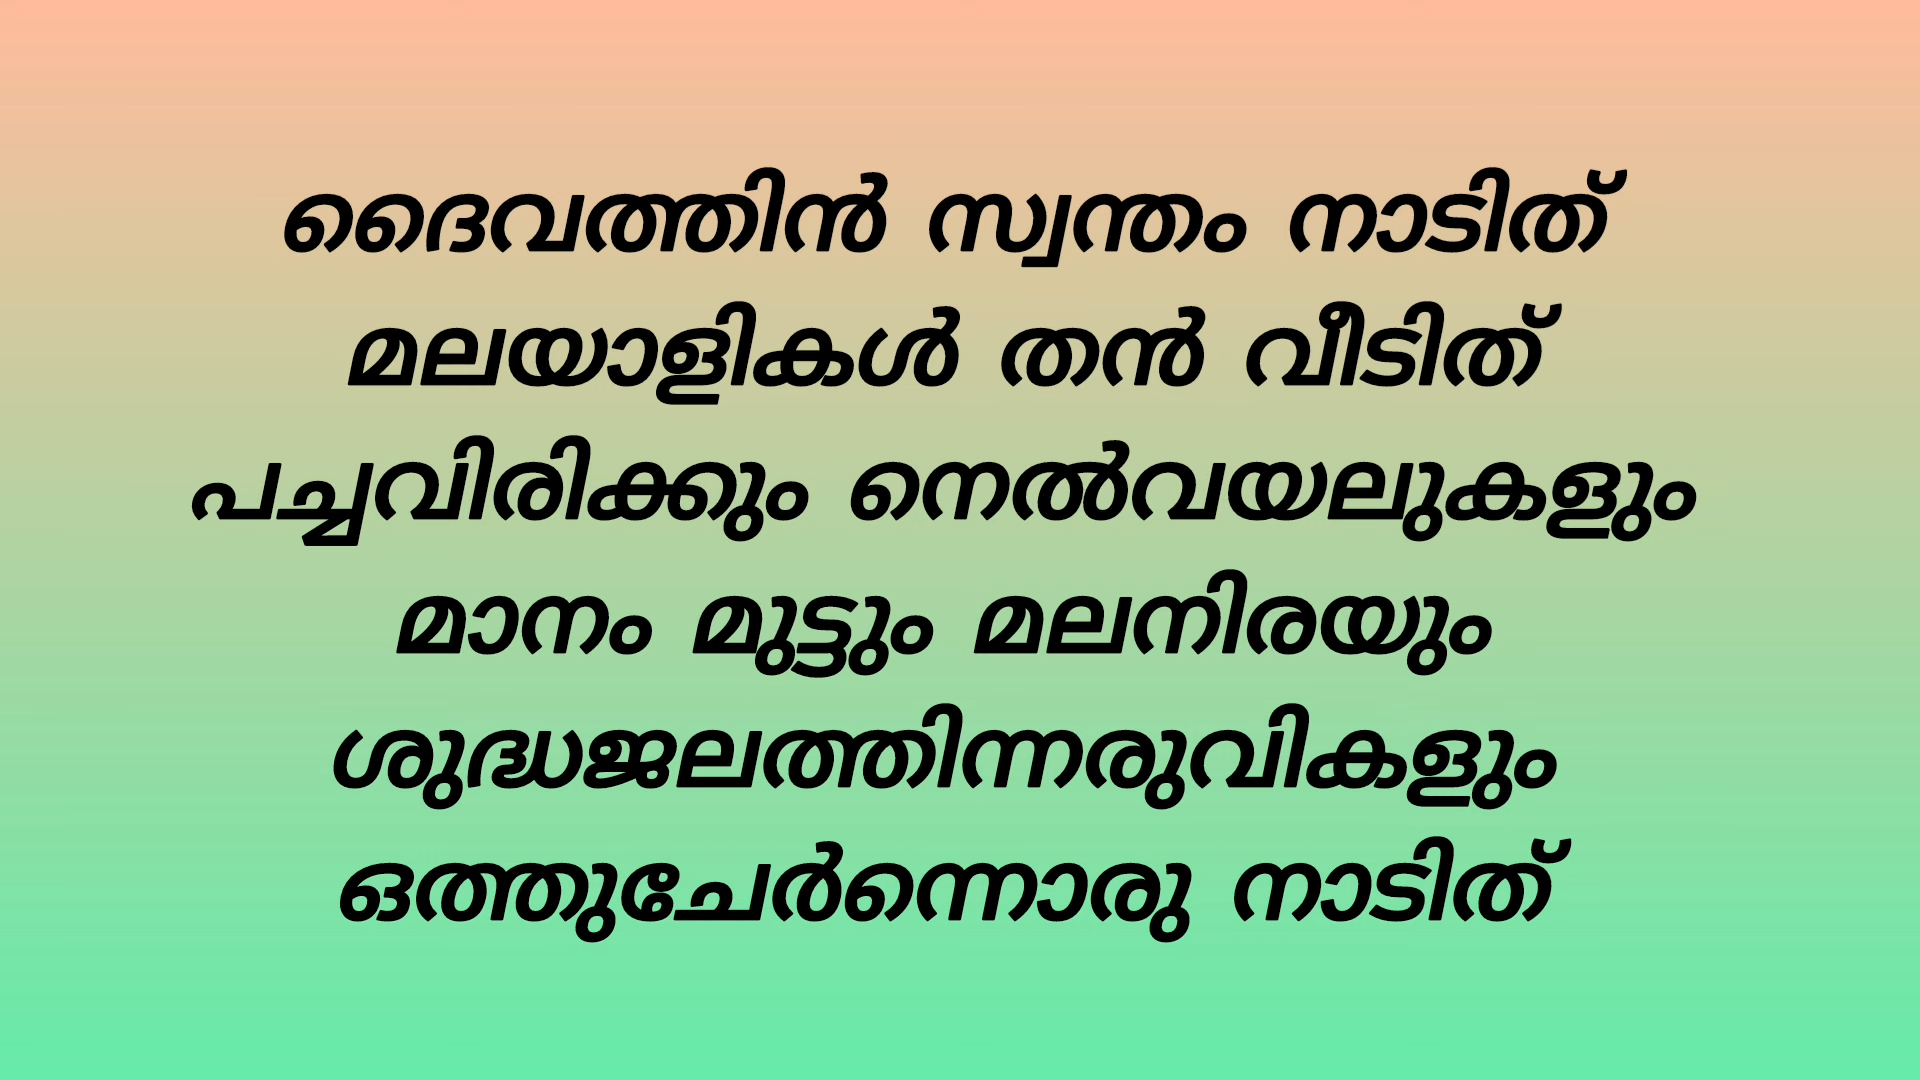 ദൈവത്തിൻ സ്വന്തം നാടിത്
മലയാളികൾ തൻ വീടിത്
പച്ചവിരിക്കും നെൽവയലുകളും
മാനം മുട്ടും മലനിരയും
ശുദ്ധജലത്തിന്നരുവികളും
ഒത്തുചേർന്നൊരു നാടിത്